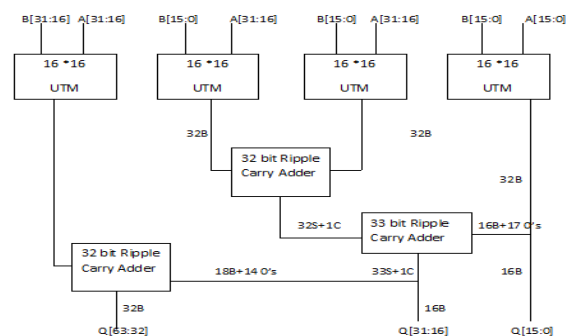 B[31:16] A[31:16] B[15:0] A[31:16] B[15:0] A[31:16] B[15:0] A[15:0]
16 *16 UTM
16 *16 UTM
16 *16 UTM
16 *16 UTM
32B
32B
32 bit Ripple
Carry Adder
32B
32S+1C
33 bit Ripple
Carry Adder
16B+17 0's
32 bit Ripple
Carry Adder
18B+14 0's
33S+1C
16B
32B
16B
Q[63:32]
Q[31:16]
Q[15:0]